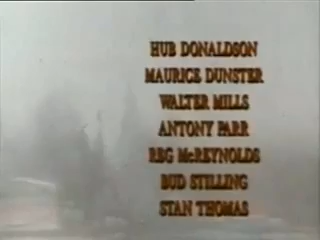 HUB DONALDSON
MAURICE DUNSTER
WALTER MILLS
ANTONY PARR
REG McREYNOLDS
BUD STILLING
STAN THOMAS